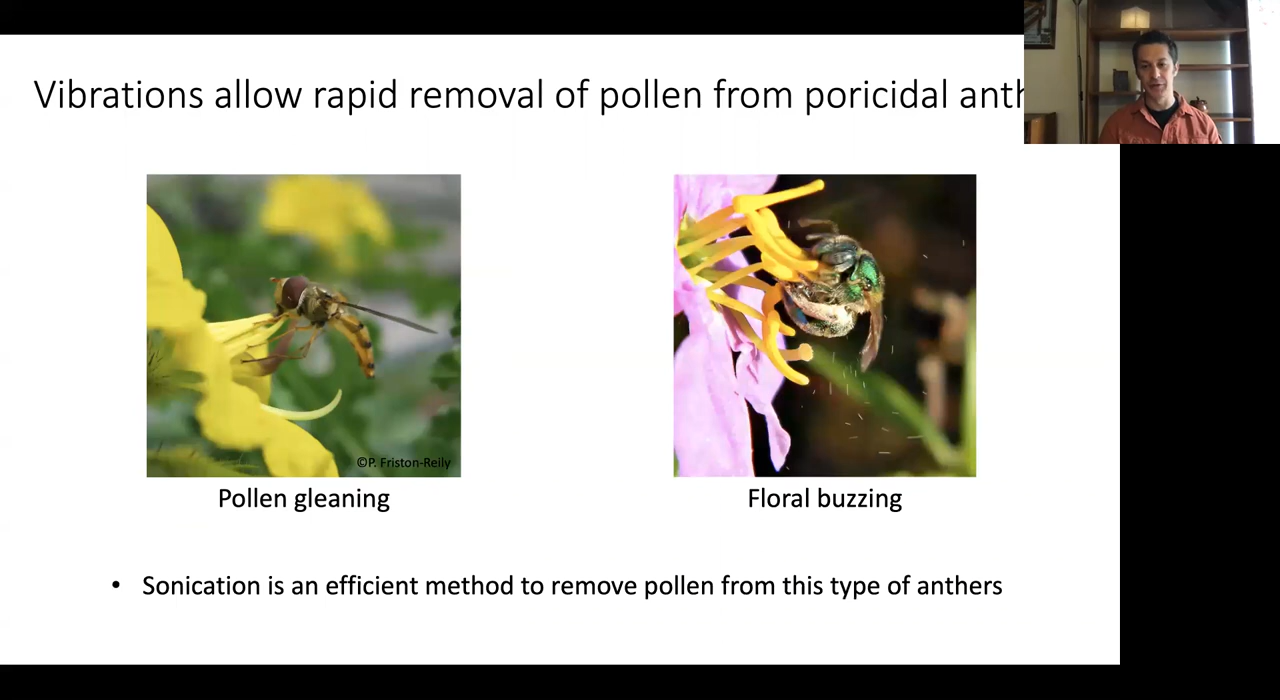 Vibrations allow rapid removal of pollen from poricidal anth
©P. Friston-Reily
Pollen gleaning
Floral buzzing
• Sonication is an efficient method to remove pollen from this type of anthers